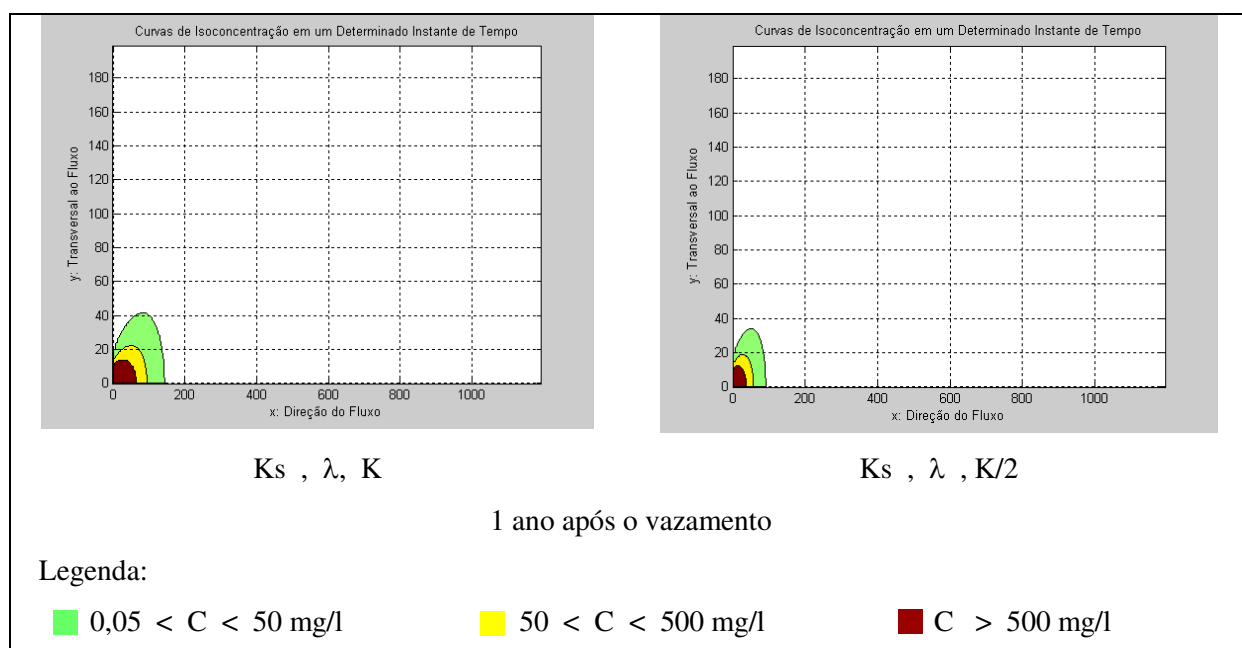 Curvas de Isoconcentração em um Determinado Instante de Tempo
y: Transversal ao Fluxo
180
160
140
120
100
80
60
40
20
0
0 200 400 600 800 1000
x: Direção do Fluxo
Curvas de Isoconcentração em um Determinado Instante de Tempo
y: Transversal ao Fluxo
180
160
140
120
100
80
60
40
20
0
0 200 400 600 800 1000
x: Direção do Fluxo
Ks , λ, K
Ks , λ , K/2
1 ano após o vazamento
Legenda:
0,05 < C < 50 mg/l
50 < C < 500 mg/l
C > 500 mg/l